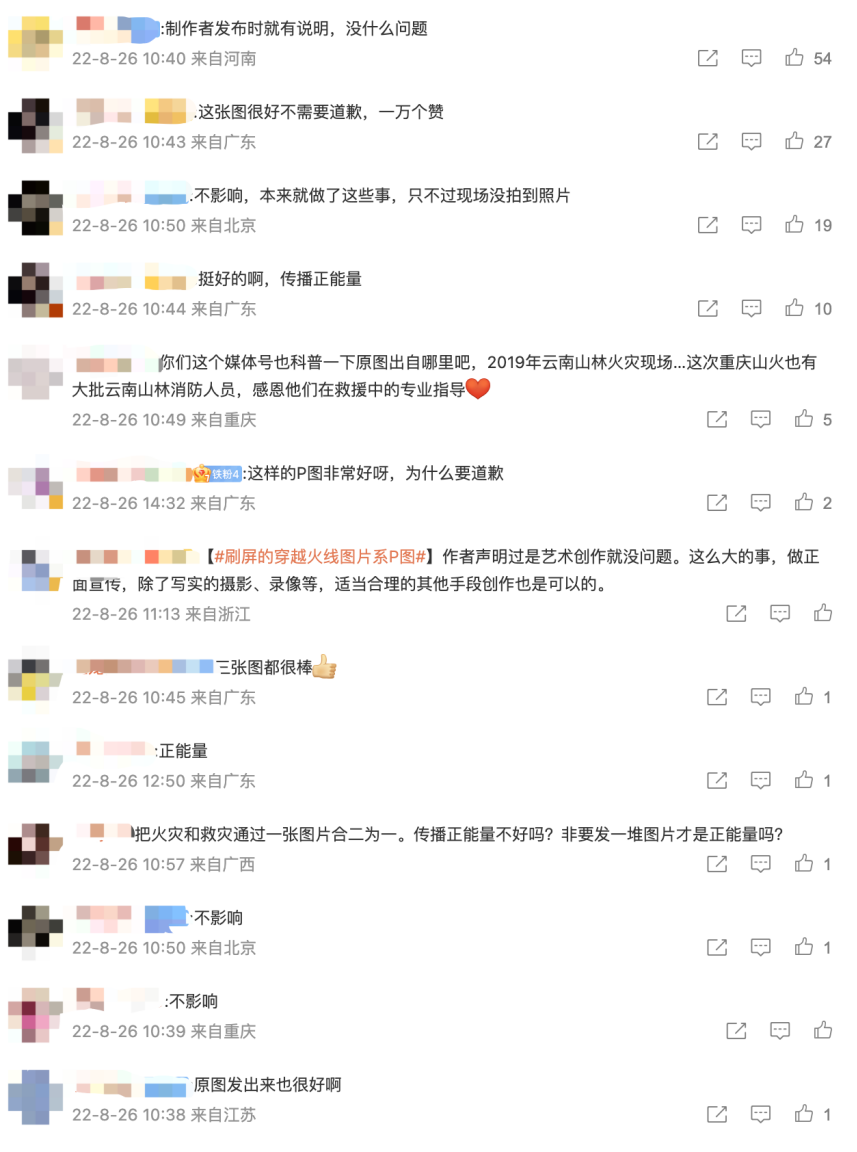 :制作者发布时就有说明，没什么问题
22-8-26 10:40 来自河南
54
.这张图很好不需要道歉，一万个赞
22-8-26 10:43 来自广东
27
.不影响，本来就做了这些事，只不过现场没拍到照片
22-8-26 10:50 来自北京
19
挺好的啊，传播正能量
22-8-26 10:44 来自广东
10
你们这个媒体号也科普一下原图出自哪里吧，2019年云南山林火灾现场...这次重庆山火也有
大批云南山林消防人员，感恩他们在救援中的专业指导❤️
22-8-26 10:49 来自重庆
5
铁粉4:这样的P图非常好呀，为什么要道歉
22-8-26 14:32 来自广东
2
【#刷屏的穿越火线图片系P图#】作者声明过是艺术创作就没问题。这么大的事，做正
面宣传，除了写实的摄影、录像等，适当合理的其他手段创作也是可以的。
22-8-26 11:13 来自浙江
三张图都很棒👍
22-8-26 10:45 来自广东
1
:正能量
22-8-26 12:50 来自广东
1
把火灾和救灾通过一张图片合二为一。传播正能量不好吗？非要发一堆图片才是正能量吗？
22-8-26 10:57 来自广西
1
不影响
22-8-26 10:50 来自北京
1
:不影响
22-8-26 10:39 来自重庆
原图发出来也很好啊
22-8-26 10:38 来自江苏
1